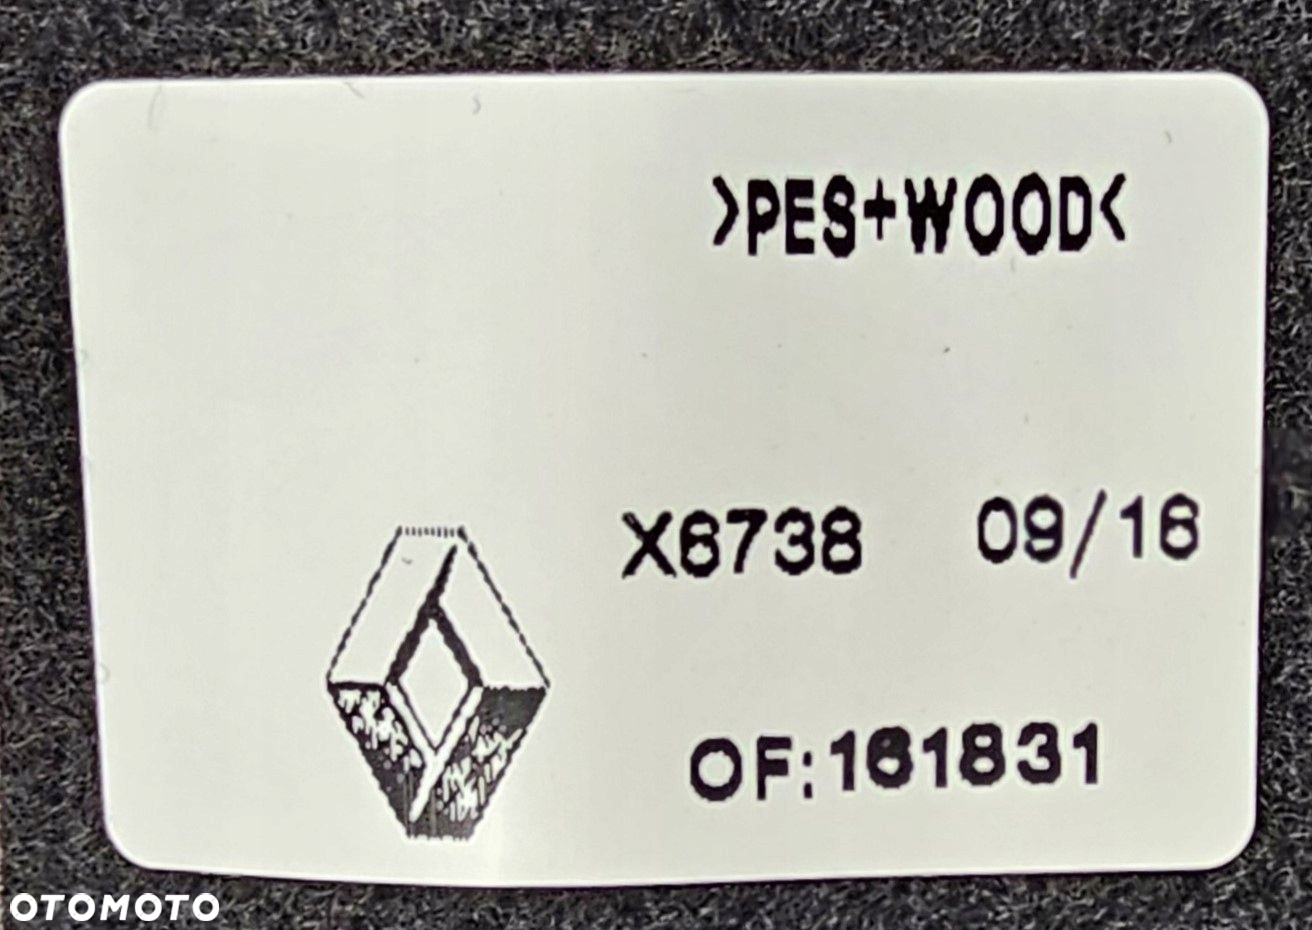 >PES+WOOD<
X6738 09/16
OF:161831
OTOMOTO